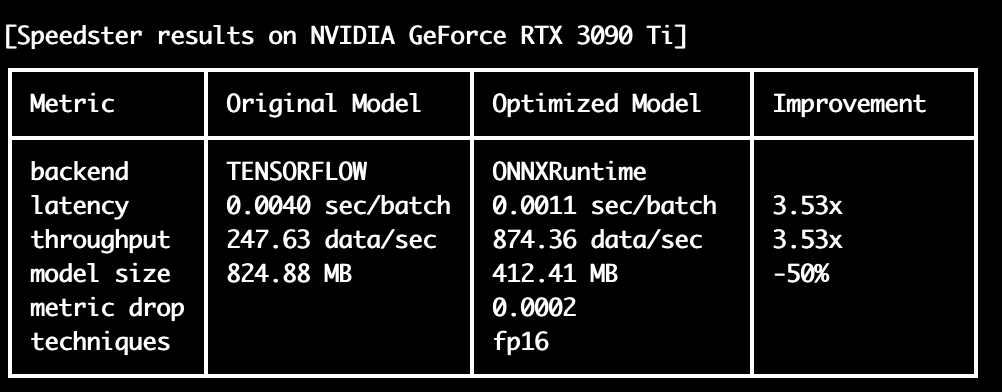 [Speedster results on NVIDIA GeForce RTX 3090 Ti]
Metric Original Model Optimized Model Improvement
backend TENSORFLOW ONNXRuntime
latency 0.0040 sec/batch 0.0011 sec/batch 3.53x
throughput 247.63 data/sec 874.36 data/sec 3.53x
model size 824.88 MB 412.41 MB -50%
metric drop 0.0002
techniques fp16